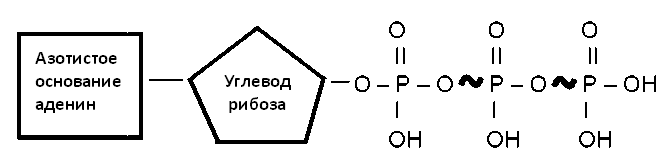 Азотистое
основание
аденин
Углевод
рибоза
O O O
O – P – O ~ P – O ~ P – OH
OH OH OH